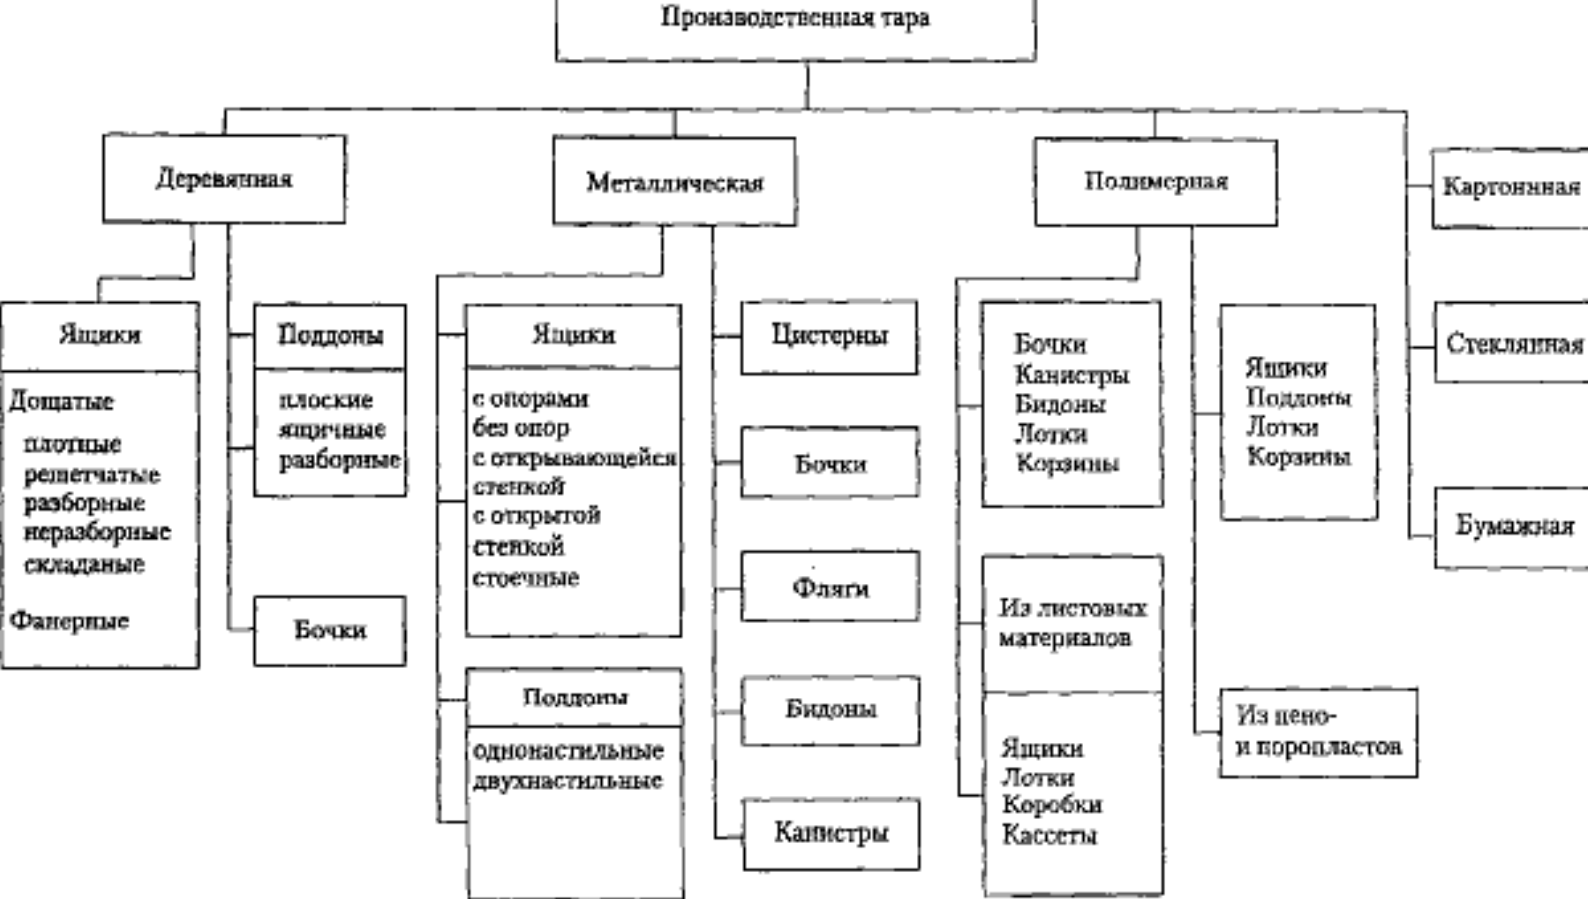 Производственная тара
Деревянная
Металлическая
Полимерная
Картоннная
Стеклянная
Бумажная
Ящики
Дощатые
плотные
решетчатые
разборные
неразборные
складаные
Фанерные
Поддоны
плоские
ящичные
разборные
Бочки
Ящики
с опорами
без опор
с открывающейся
стенкой
с открытой
стенкой
стоечные
Поддоны
однонастильные
двухнастильные
Цистерны
Бочки
Фляги
Бидоны
Канистры
Бочки
Канистры
Бидоны
Лотки
Корзины
Из листовых
материалов
Ящики
Лотки
Коробки
Кассеты
Ящики
Поддоны
Лотки
Корзины
Из пено-
и поропластов